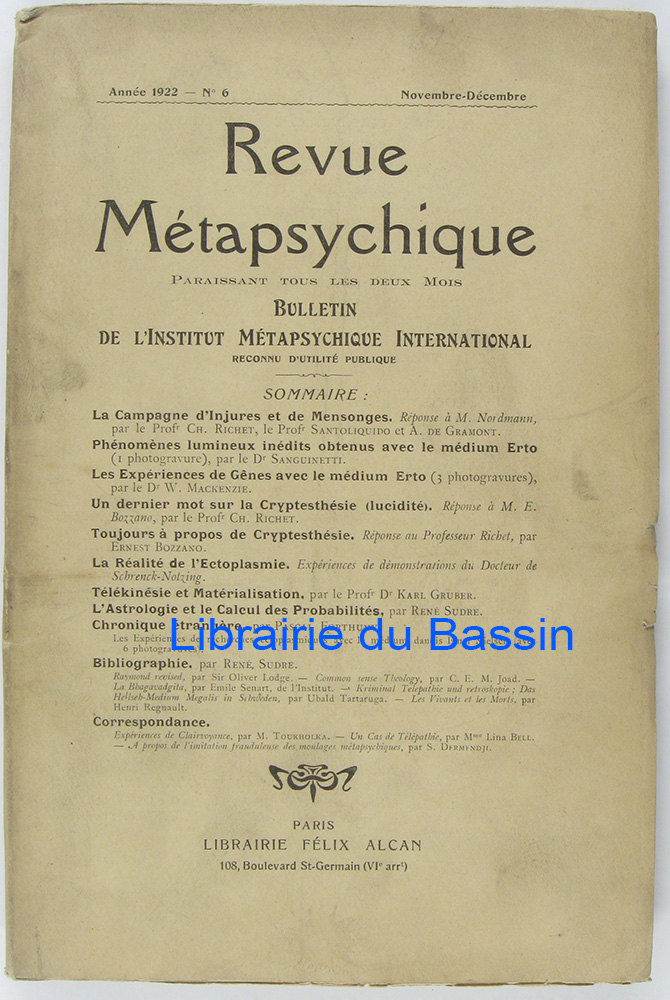 Année 1922 — N° 6 Novembre-Décembre
Revue
Métapsychique
PARAISSANT TOUS LES DEUX MOIS
BULLETIN
DE L'INSTITUT MÉTAPSYCHIQUE INTERNATIONAL
RECONNU D'UTILITÉ PUBLIQUE
SOMMAIRE :
La Campagne d'Injures et de Mensonges. Réponse à M. Nordmann,
par le Profr CH. RICHET, le Profr SANTOLIQUIDO et A. DE GRAMONT.
Phénomènes lumineux inédits obtenus avec le médium Erto
(1 photogravure), par le Dr SANGUINETTI.
Les Expériences de Gênes avec le médium Erto (3 photogravures),
par le Dr W. MACKENZIE.
Un dernier mot sur la Cryptesthésie (lucidité). Réponse à M. E.
Bozzano, par le Profr CH. RICHET.
Toujours à propos de Cryptesthésie. Réponse au Professeur Richet, par
ERNEST BOZZANO.
La Réalité de l'Ectoplasmie. Expériences de démonstrations du Docteur de
Schrenck-Notzing.
Télékinésie et Matérialisation, par le Profr Dr KARL GRUBER.
L'Astrologie et le Calcul des Probabilités, par RENÉ SUDRE.
Chronique étrangère, par PASCAL FORTHUNY
Les Expériences de
6 photogravures
Librairie du Bassin
Bibliographie, par RENÉ SUDRE.
Raymond revised, par Sir Oliver Lodge. — Common sense Theology, par C. E. M. Joad. —
La Bhagavadgita, par Emile Senart, de l'Institut. — Kriminal Telepathie und retroskopie ; Das
Hellseh-Medium Megalis in Schweden, par Ubald Tartaruga. — Les Vivants et les Morts, par
Henri Regnault.
Correspondance.
Expériences de Clairvoyance, par M. TOUKHOLKA. — Un Cas de Télépathie, par Mme Lina BELL.
— A propos de l'imitation frauduleuse des moulages métapsychiques, par S. DERMENDJI.
PARIS
LIBRAIRIE FÉLIX ALCAN
108, Boulevard St-Germain (VIe arrt)